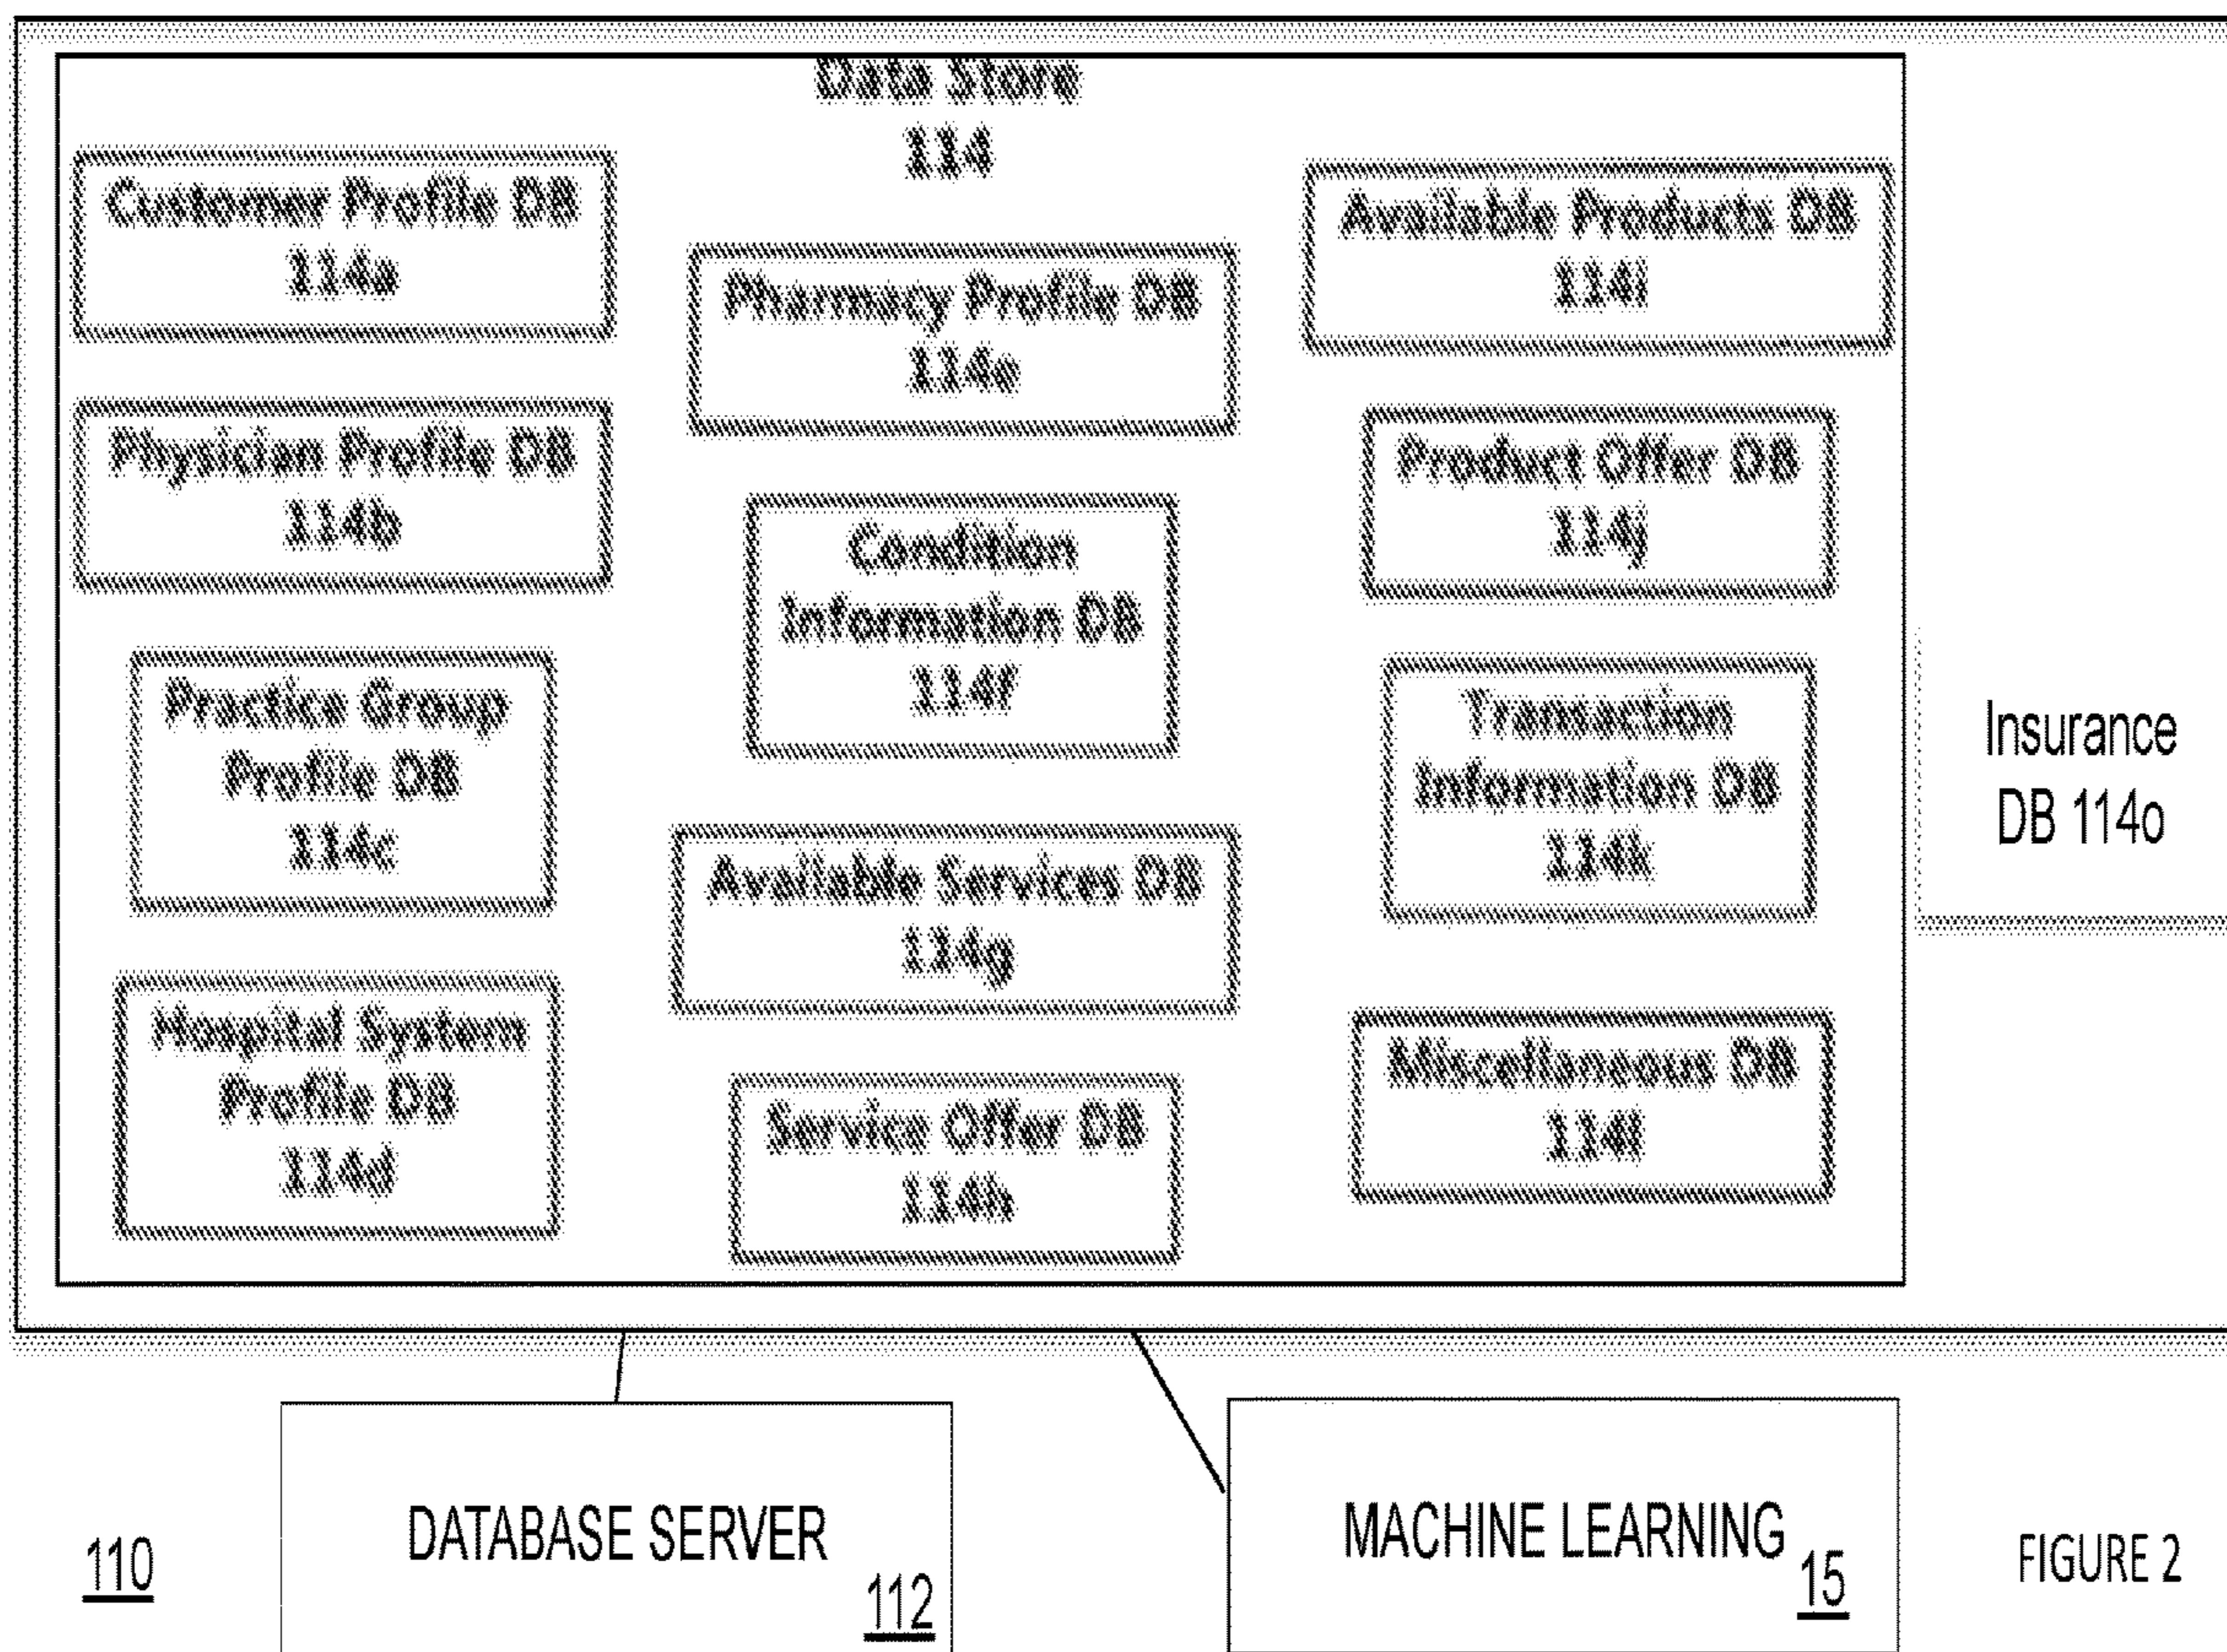 Data Store
114
Customer Profile DB
114a
Physician Profile DB
114b
Practice Group
Profile DB
114c
Hospital System
Profile DB
114d
Pharmacy Profile DB
114e
Condition
Information DB
114f
Available Services DB
114g
Service Offer DB
114h
Available Products DB
114i
Product Offer DB
114j
Transaction
Information DB
114k
Miscellaneous DB
114l
Insurance
DB 114o
110
DATABASE SERVER
112
MACHINE LEARNING
15
FIGURE 2